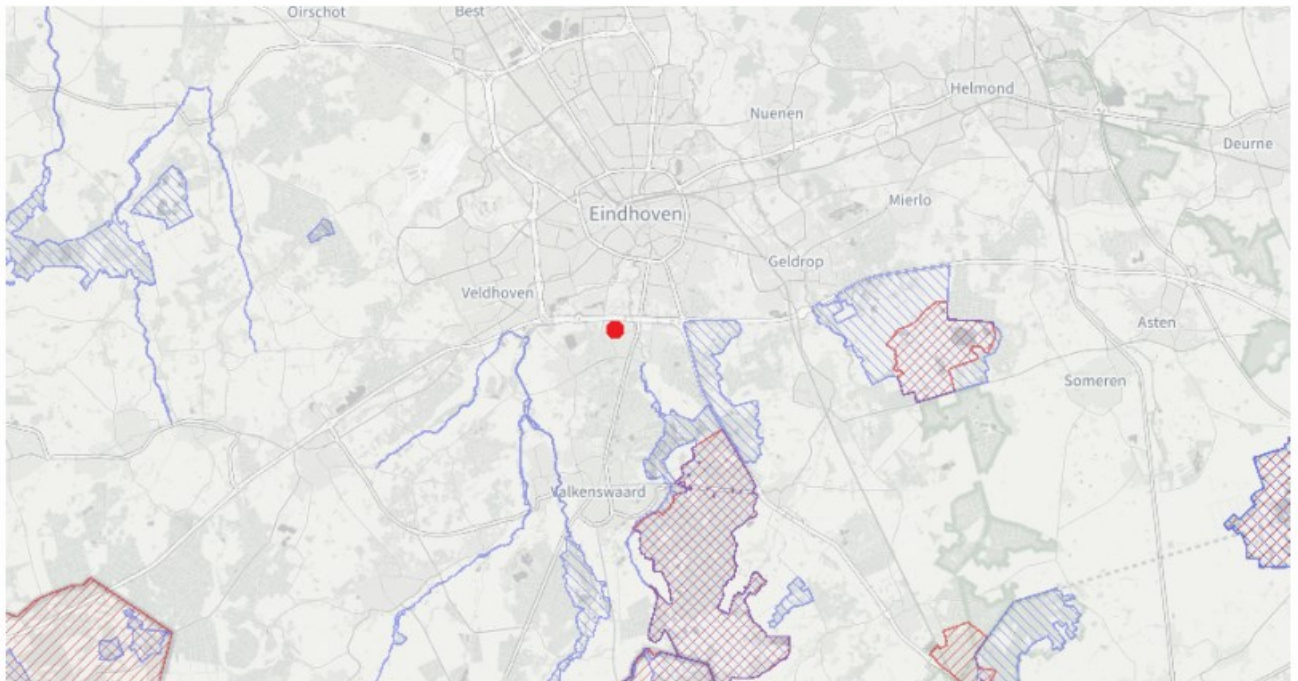 Oirschot
Best
Helmond
Nuenen
Deurne
Mierlo
Eindhoven
Geldrop
Veldhoven
Asten
Someren
Valkenswaard